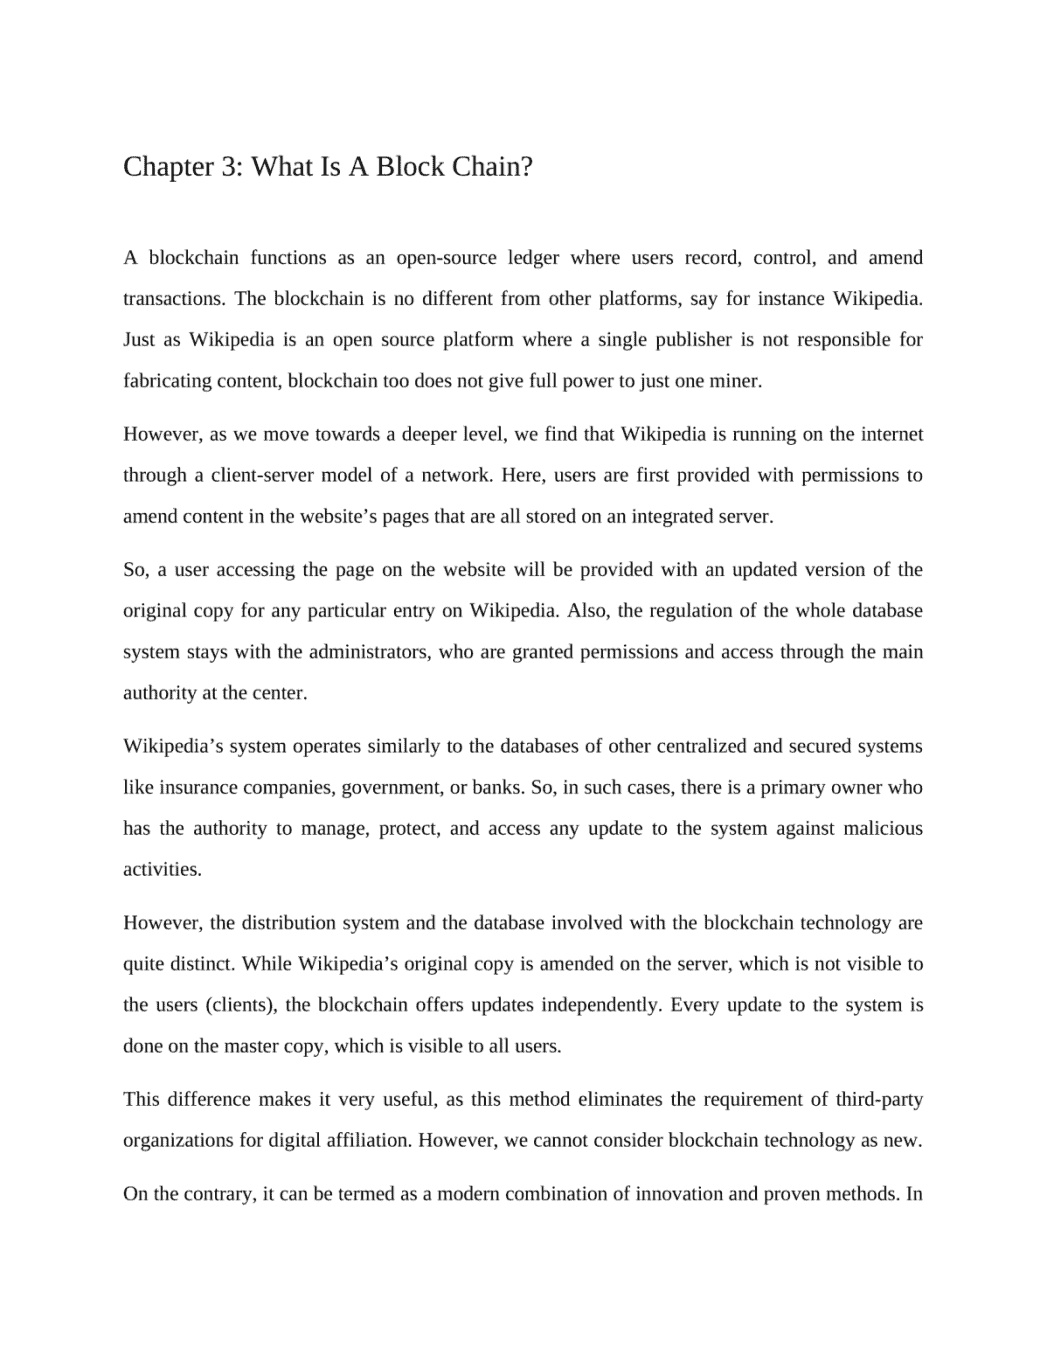 Chapter 3: What Is A Block Chain?
A blockchain functions as an open-source ledger where users record, control, and amend
transactions. The blockchain is no different from other platforms, say for instance Wikipedia.
Just as Wikipedia is an open source platform where a single publisher is not responsible for
fabricating content, blockchain too does not give full power to just one miner.
However, as we move towards a deeper level, we find that Wikipedia is running on the internet
through a client-server model of a network. Here, users are first provided with permissions to
amend content in the website’s pages that are all stored on an integrated server.
So, a user accessing the page on the website will be provided with an updated version of the
original copy for any particular entry on Wikipedia. Also, the regulation of the whole database
system stays with the administrators, who are granted permissions and access through the main
authority at the center.
Wikipedia’s system operates similarly to the databases of other centralized and secured systems
like insurance companies, government, or banks. So, in such cases, there is a primary owner who
has the authority to manage, protect, and access any update to the system against malicious
activities.
However, the distribution system and the database involved with the blockchain technology are
quite distinct. While Wikipedia’s original copy is amended on the server, which is not visible to
the users (clients), the blockchain offers updates independently. Every update to the system is
done on the master copy, which is visible to all users.
This difference makes it very useful, as this method eliminates the requirement of third-party
organizations for digital affiliation. However, we cannot consider blockchain technology as new.
On the contrary, it can be termed as a modern combination of innovation and proven methods. In